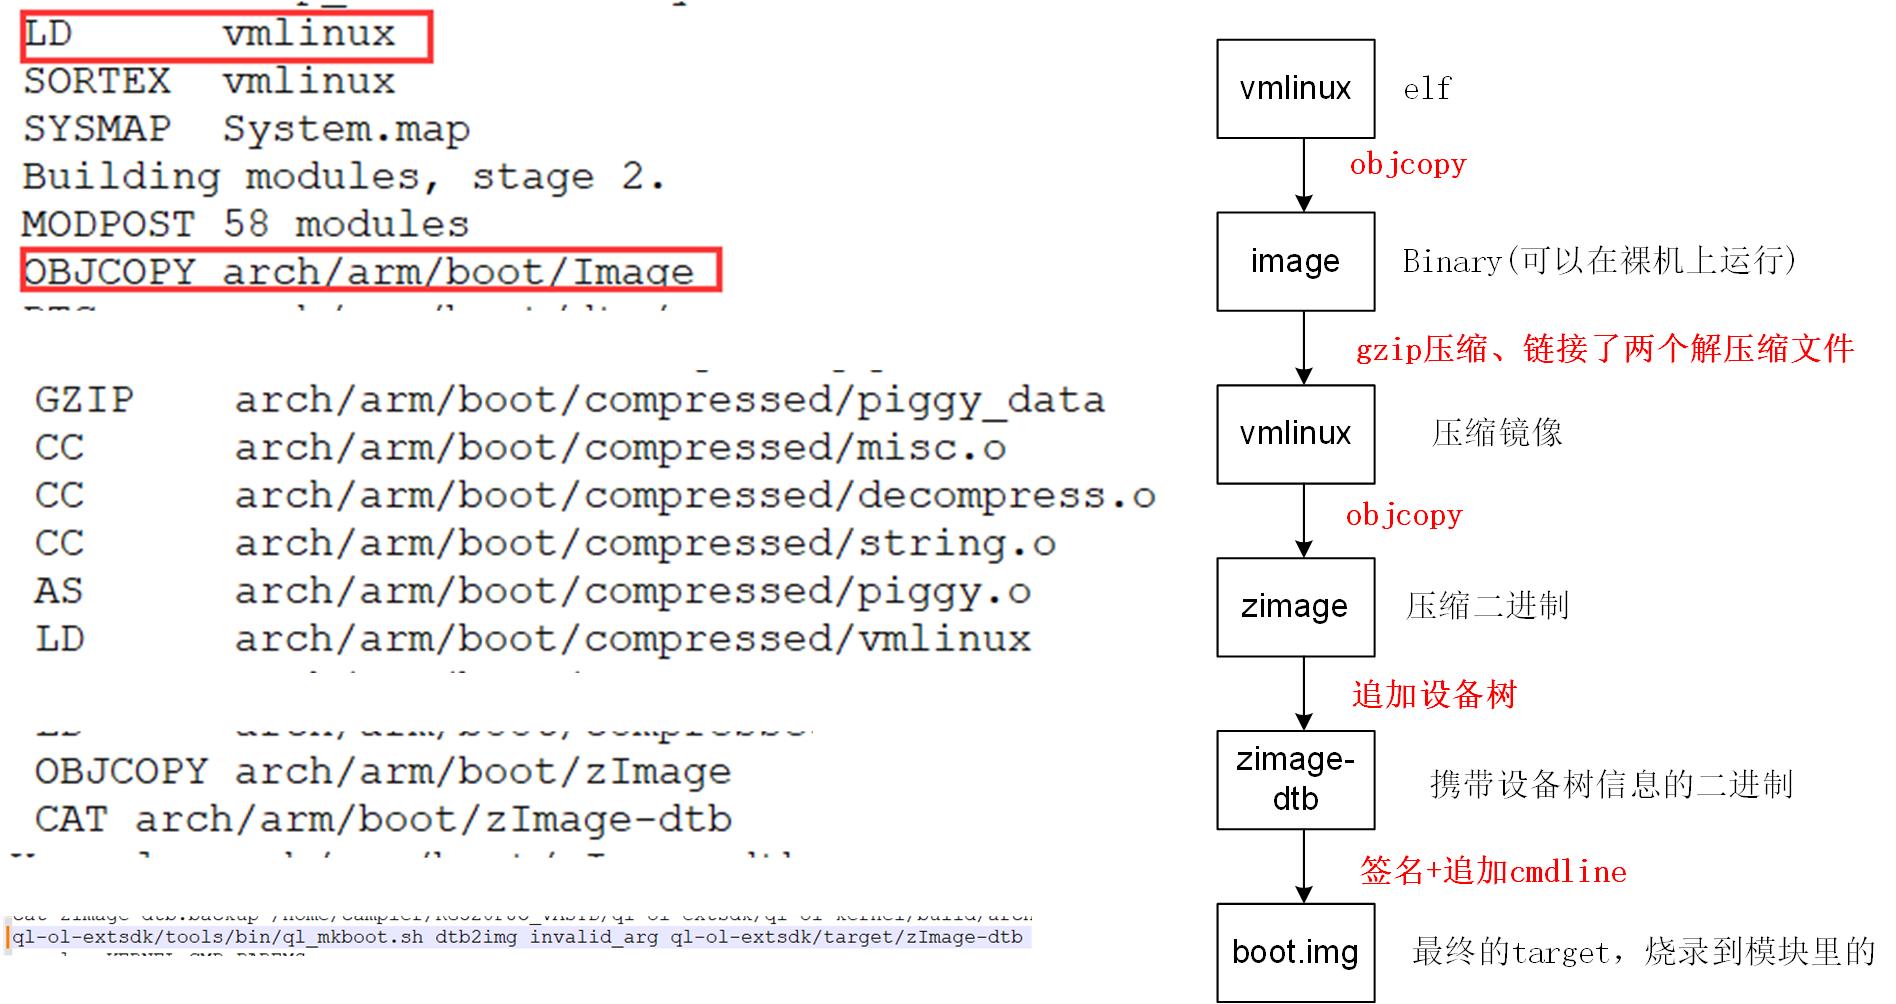 LD vmlinux
SORTEX vmlinux
SYSMAP System.map
Building modules, stage 2.
MODPOST 58 modules
OBJCOPY arch/arm/boot/Image
GZIP arch/arm/boot/compressed/piggy_data
CC arch/arm/boot/compressed/misc.o
CC arch/arm/boot/compressed/decompress.o
CC arch/arm/boot/compressed/string.o
AS arch/arm/boot/compressed/piggy.o
LD arch/arm/boot/compressed/vmlinux
OBJCOPY arch/arm/boot/zImage
CAT arch/arm/boot/zImage-dtb
ql-ol-extsdk/tools/bin/ql_mkboot.sh dtb2img invalid_arg ql-ol-extsdk/target/zImage-dtb
vmlinux elf
objcopy
image Binary(可以在裸机上运行)
gzip压缩、链接了两个解压缩文件
vmlinux 压缩镜像
objcopy
zimage 压缩二进制
追加设备树
zimage-
dtb
携带设备树信息的二进制
签名+追加cmdline
boot.img 最终的target，烧录到模块里的